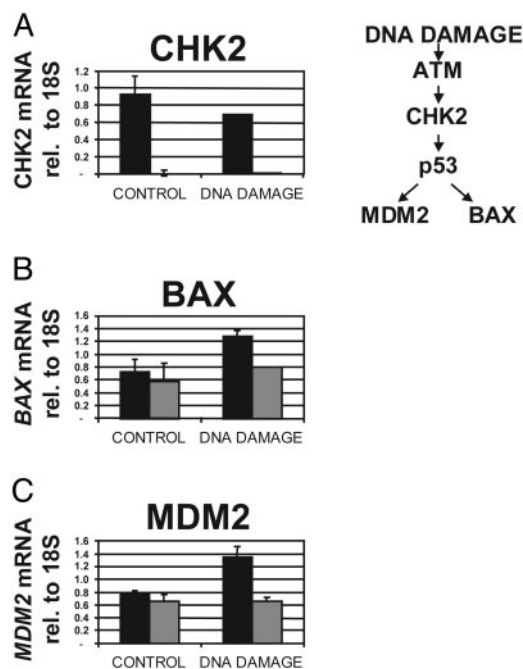 A
CHK2
CHK2 mRNA
rel. to 18S
1.2
1.0
0.8
0.6
0.4
0.2
-
CONTROL DNA DAMAGE
DNA DAMAGE
ATM
CHK2
p53
MDM2 BAX
B
BAX
BAX mRNA
rel. to 18S
1.6
1.4
1.2
1.0
0.8
0.6
0.4
0.2
-
CONTROL DNA DAMAGE
C
MDM2
MDM2 mRNA
rel. to 18S
1.6
1.4
1.2
1.0
0.8
0.6
0.4
0.2
-
CONTROL DNA DAMAGE